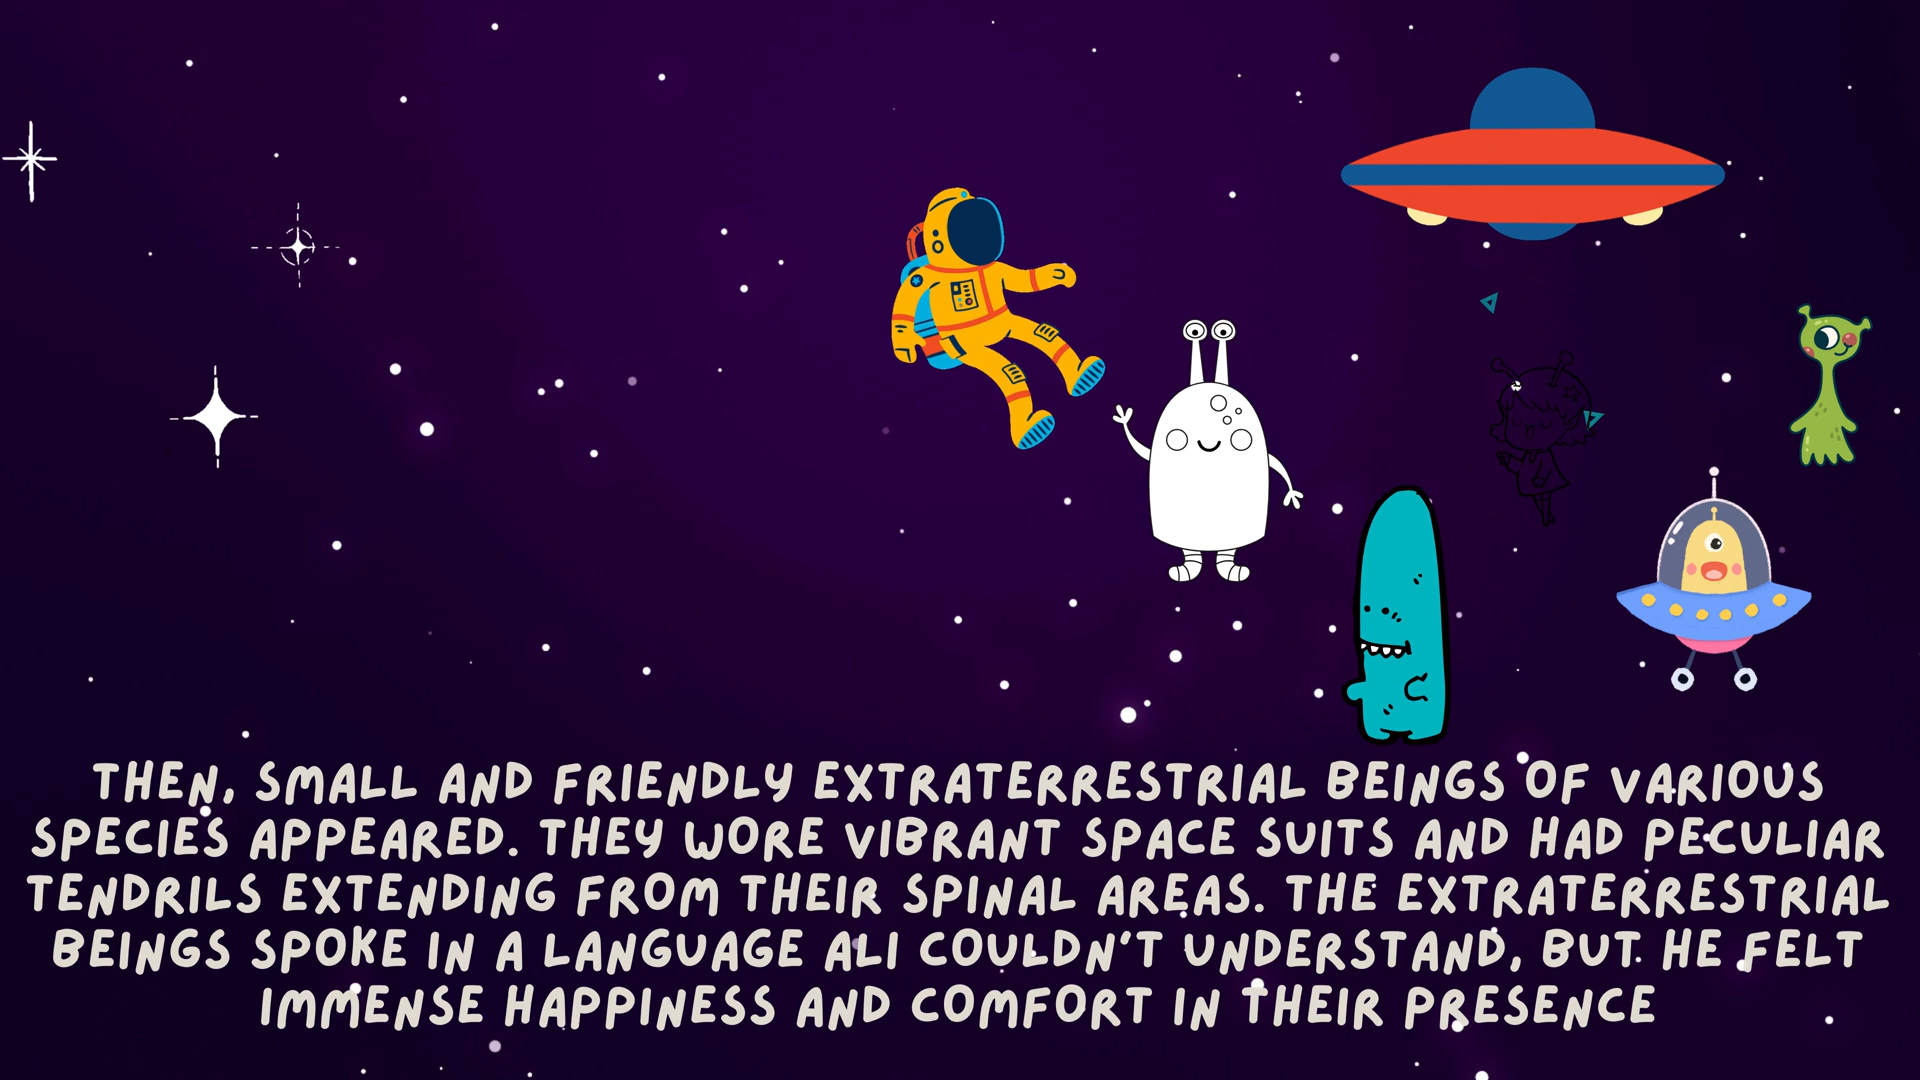 THEN, SMALL AND FRIENDLY EXTRATERRESTRIAL BEINGS OF VARIOUS
SPECIES APPEARED. THEY WORE VIBRANT SPACE SUITS AND HAD PECULIAR
TENDRILS EXTENDING FROM THEIR SPINAL AREAS. THE EXTRATERRESTRIAL
BEINGS SPOKE IN A LANGUAGE ALI COULDN'T UNDERSTAND, BUT HE FELT
IMMENSE HAPPINESS AND COMFORT IN THEIR PRESENCE